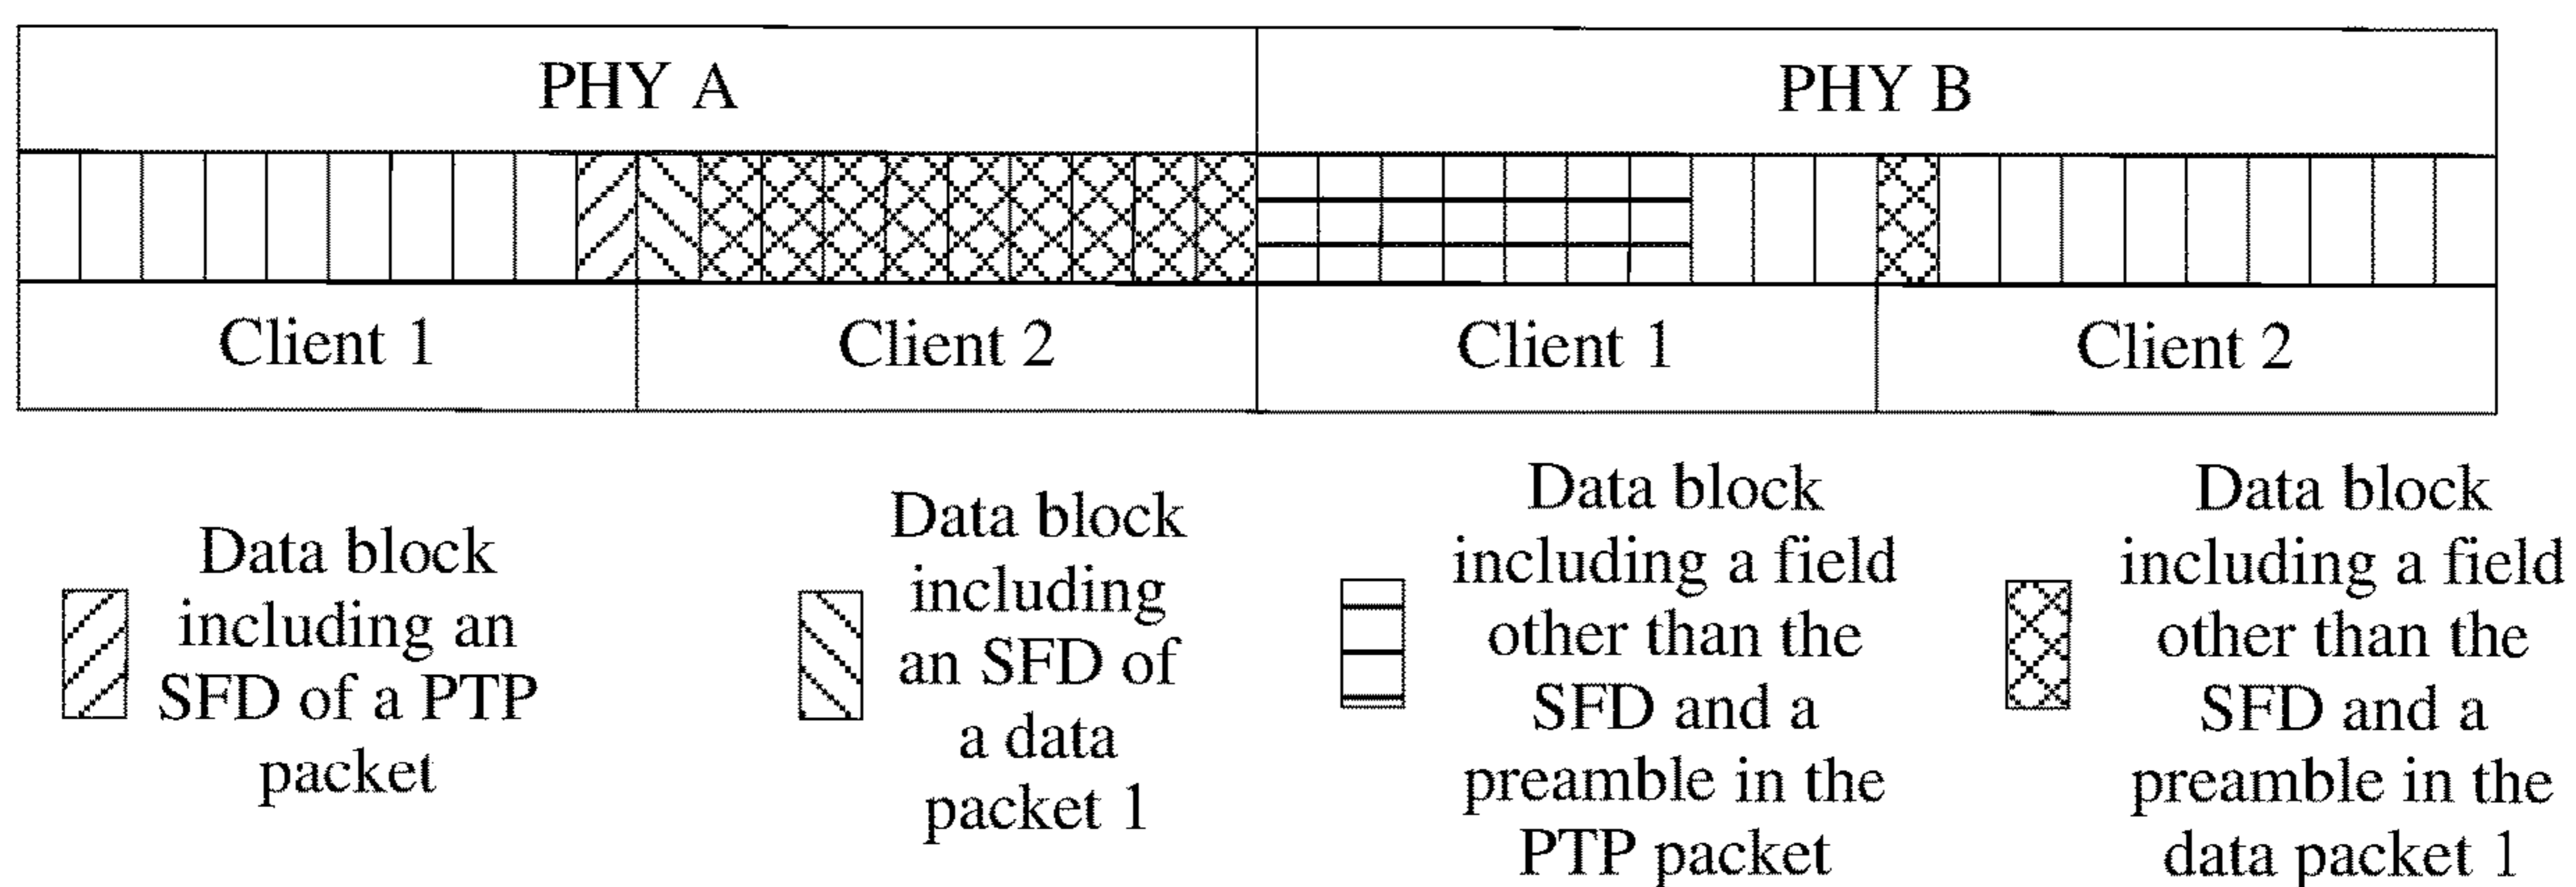 PHY A
PHY B
Client 1
Client 2
Client 1
Client 2
Data block
including an
SFD of a PTP
packet
Data block
including
an SFD of
a data
packet 1
Data block
including a field
other than the
SFD and a
preamble in the
PTP packet
Data block
including a field
other than the
SFD and a
preamble in the
data packet 1